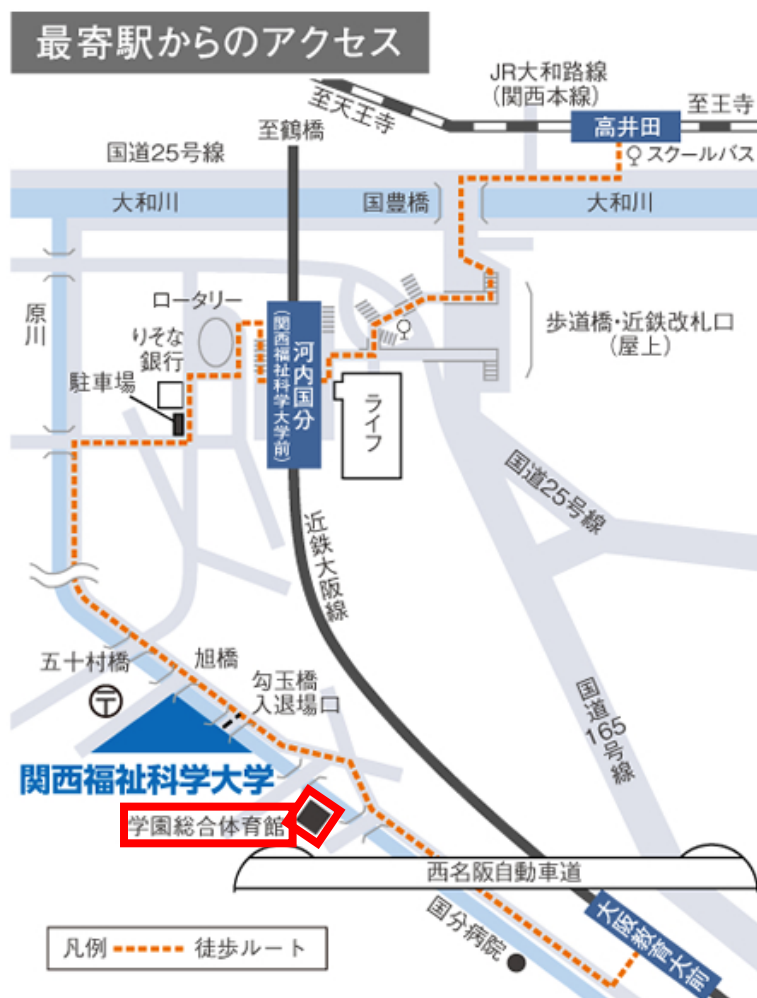 最寄駅からのアクセス
JR大和路線
(関西本線)
至天王寺
至王寺
高井田
至鶴橋
スクールバス
国道25号線
大和川
国豊橋
大和川
原川
ロータリー
りそな
銀行
駐車場
河内国分
(関西福祉科学大学前)
ライフ
歩道橋・近鉄改札口
(屋上)
国道25号線
近鉄大阪線
五十村橋
旭橋
勾玉橋
入退場口
国道165号線
関西福祉科学大学
学園総合体育館
西名阪自動車道
国分病院
大阪教育大前
凡例 徒歩ルート